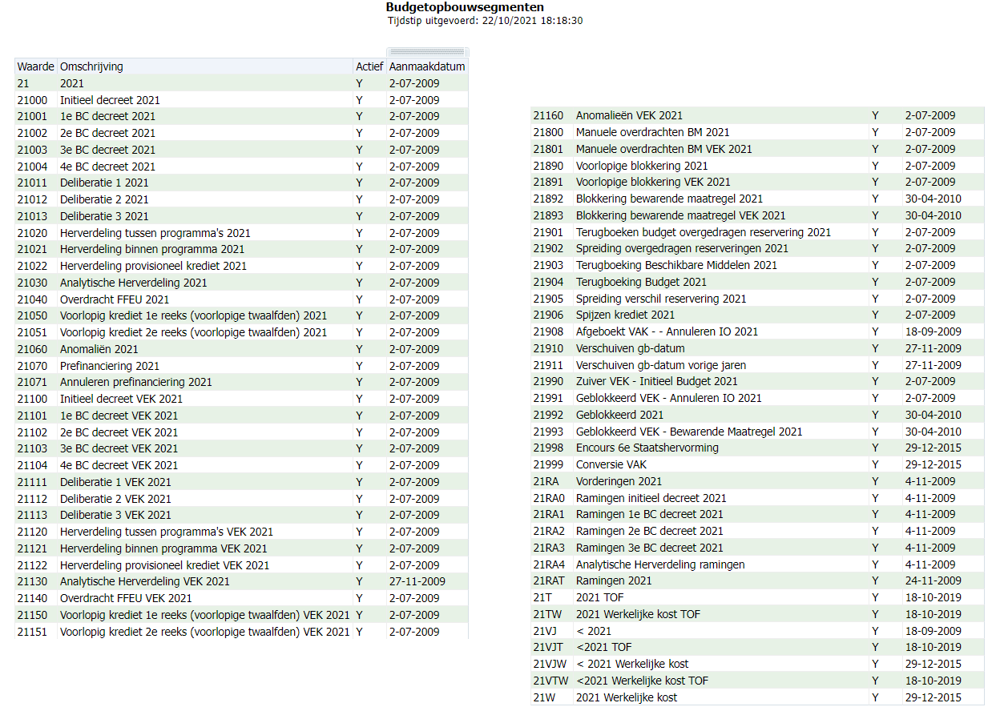 Budgetopbouwsegmenten
Tijdstip uitgevoerd: 22/10/2021 18:18:30
Waarde Omschrijving Actief Aanmaakdatum
21 2021 Y 2-07-2009
21000 Initieel decreet 2021 Y 2-07-2009
21001 1e BC decreet 2021 Y 2-07-2009
21002 2e BC decreet 2021 Y 2-07-2009
21003 3e BC decreet 2021 Y 2-07-2009
21004 4e BC decreet 2021 Y 2-07-2009
21011 Deliberatie 1 2021 Y 2-07-2009
21012 Deliberatie 2 2021 Y 2-07-2009
21013 Deliberatie 3 2021 Y 2-07-2009
21020 Herverdeling tussen programma's 2021 Y 2-07-2009
21021 Herverdeling binnen programma 2021 Y 2-07-2009
21022 Herverdeling provisioneel krediet 2021 Y 2-07-2009
21030 Analytische Herverdeling 2021 Y 2-07-2009
21040 Overdracht FFEU 2021 Y 2-07-2009
21050 Voorlopig krediet 1e reeks (voorlopige twaalfden) 2021 Y 2-07-2009
21051 Voorlopig krediet 2e reeks (voorlopige twaalfden) 2021 Y 2-07-2009
21060 Anomaliën 2021 Y 2-07-2009
21070 Prefinanciering 2021 Y 2-07-2009
21071 Annuleren prefinanciering 2021 Y 2-07-2009
21100 Initieel decreet VEK 2021 Y 2-07-2009
21101 1e BC decreet VEK 2021 Y 2-07-2009
21102 2e BC decreet VEK 2021 Y 2-07-2009
21103 3e BC decreet VEK 2021 Y 2-07-2009
21104 4e BC decreet VEK 2021 Y 2-07-2009
21111 Deliberatie 1 VEK 2021 Y 2-07-2009
21112 Deliberatie 2 VEK 2021 Y 2-07-2009
21113 Deliberatie 3 VEK 2021 Y 2-07-2009
21120 Herverdeling tussen programma's VEK 2021 Y 2-07-2009
21121 Herverdeling binnen programma VEK 2021 Y 2-07-2009
21122 Herverdeling provisioneel krediet VEK 2021 Y 2-07-2009
21130 Analytische Herverdeling VEK 2021 Y 27-11-2009
21140 Overdracht FFEU VEK 2021 Y 2-07-2009
21150 Voorlopig krediet 1e reeks (voorlopige twaalfden) VEK 2021 Y 2-07-2009
21151 Voorlopig krediet 2e reeks (voorlopige twaalfden) VEK 2021 Y 2-07-2009
21160 Anomalieën VEK 2021 Y 2-07-2009
21800 Manuele overdrachten BM 2021 Y 2-07-2009
21801 Manuele overdrachten BM VEK 2021 Y 2-07-2009
21890 Voorlopige blokkering 2021 Y 2-07-2009
21891 Voorlopige blokkering VEK 2021 Y 2-07-2009
21892 Blokkering bewarende maatregel 2021 Y 30-04-2010
21893 Blokkering bewarende maatregel VEK 2021 Y 30-04-2010
21901 Terugboeken budget overgedragen reservering 2021 Y 2-07-2009
21902 Spreiding overgedragen reserveringen 2021 Y 2-07-2009
21903 Terugboeking Beschikbare Middelen 2021 Y 2-07-2009
21904 Terugboeking Budget 2021 Y 2-07-2009
21905 Spreiding verschil reservering 2021 Y 2-07-2009
21906 Spijzen krediet 2021 Y 2-07-2009
21908 Afgeboekt VAK - - Annuleren IO 2021 Y 18-09-2009
21910 Verschuiven gb-datum Y 27-11-2009
21911 Verschuiven gb-datum vorige jaren Y 27-11-2009
21990 Zuiver VEK - Initieel Budget 2021 Y 2-07-2009
21991 Geblokkeerd VEK - Annuleren IO 2021 Y 2-07-2009
21992 Geblokkeerd 2021 Y 30-04-2010
21993 Geblokkeerd VEK - Bewarende Maatregel 2021 Y 30-04-2010
21998 Encours 6e Staatshervorming Y 29-12-2015
21999 Conversie VAK Y 29-12-2015
21RA Vorderingen 2021 Y 4-11-2009
21RA0 Ramingen initieel decreet 2021 Y 4-11-2009
21RA1 Ramingen 1e BC decreet 2021 Y 4-11-2009
21RA2 Ramingen 2e BC decreet 2021 Y 4-11-2009
21RA3 Ramingen 3e BC decreet 2021 Y 4-11-2009
21RA4 Analytische Herverdeling ramingen Y 4-11-2009
21RAT Ramingen 2021 Y 24-11-2009
21T 2021 TOF Y 18-10-2019
21TW 2021 Werkelijke kost TOF Y 18-10-2019
21VJ < 2021 Y 18-09-2009
21VJT <2021 TOF Y 18-10-2019
21VJW < 2021 Werkelijke kost Y 29-12-2015
21VTW <2021 Werkelijke kost TOF Y 18-10-2019
21W 2021 Werkelijke kost Y 29-12-2015